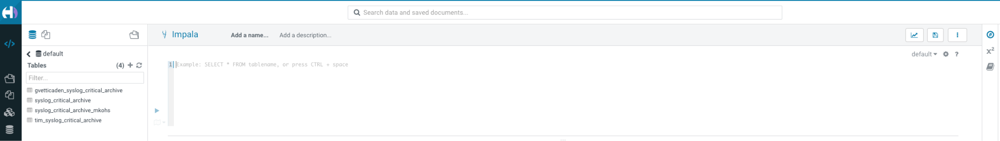 Search data and saved documents...
Impala Add a name... Add a description...
default
Tables (4)
Filter...
gvetticaden_syslog_critical_archive
syslog_critical_archive
syslog_critical_archive_mkohs
tim_syslog_critical_archive
default ?
1 Example: SELECT * FROM tablename, or press CTRL + space
x²